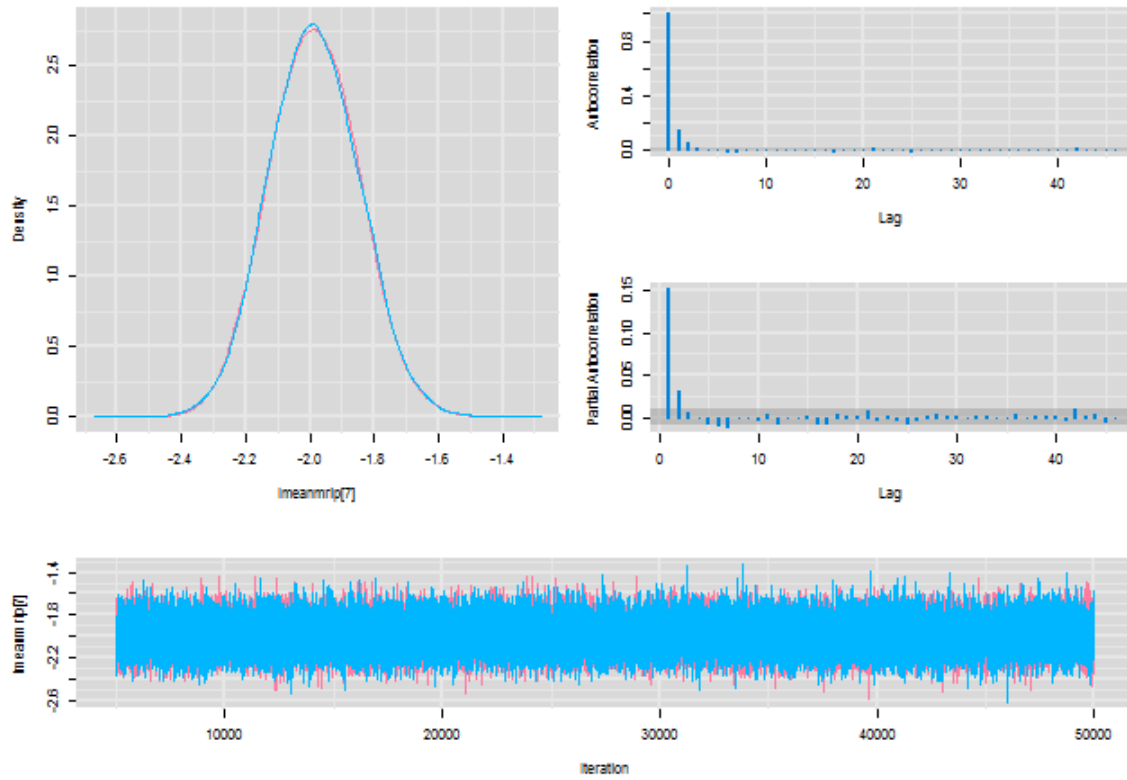 Density
0.0 0.5 1.0 1.5 2.0 2.5
-2.6 -2.4 -2.2 -2.0 -1.8 -1.6 -1.4
lmeanmrip[7]
Autocorrelation
0.0 0.4 0.8
0 10 20 30 40
Lag
Partial Autocorrelation
0.00 0.05 0.10 0.15
0 10 20 30 40
Lag
lmeanmrip[7]
-2.6 -2.2 -1.8 -1.4
10000 20000 30000 40000 50000
Iteration